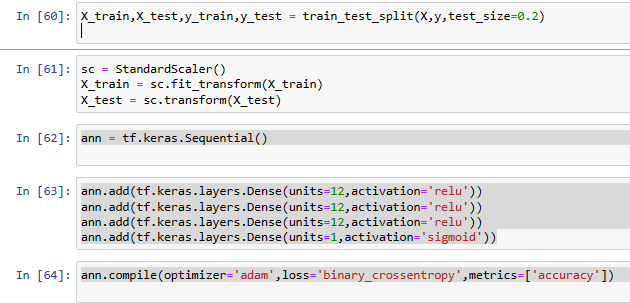 In [60]: X_train,X_test,y_train,y_test = train_test_split(X,y,test_size=0.2)
In [61]: sc = StandardScaler()
X_train = sc.fit_transform(X_train)
X_test = sc.transform(X_test)
In [62]: ann = tf.keras.Sequential()
In [63]: ann.add(tf.keras.layers.Dense(units=12,activation='relu'))
ann.add(tf.keras.layers.Dense(units=12,activation='relu'))
ann.add(tf.keras.layers.Dense(units=12,activation='relu'))
ann.add(tf.keras.layers.Dense(units=1,activation='sigmoid'))
In [64]: ann.compile(optimizer='adam',loss='binary_crossentropy',metrics=['accuracy'])